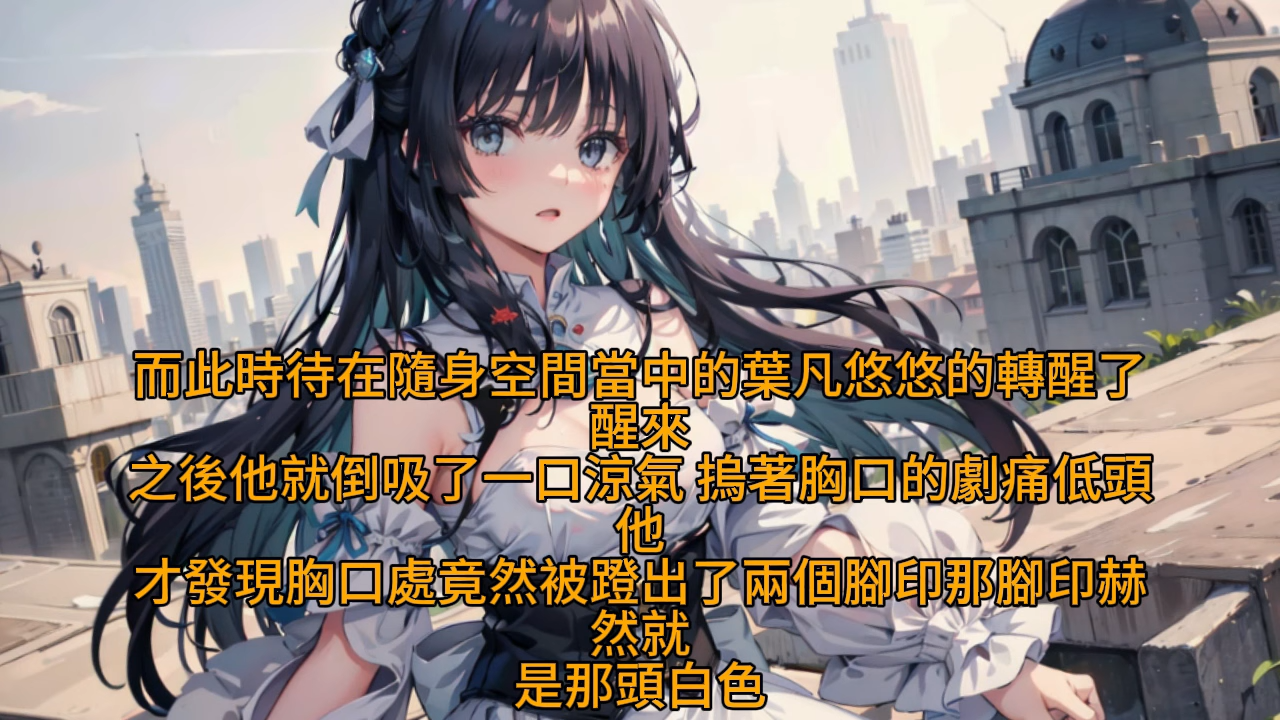 而此時待在隨身空間當中的葉凡悠悠的轉醒了
醒來
之後他就倒吸了一口涼氣 摀著胸口的劇痛低頭
他
才發現胸口處竟然被蹬出了兩個腳印那腳印赫
然就
是那頭白色